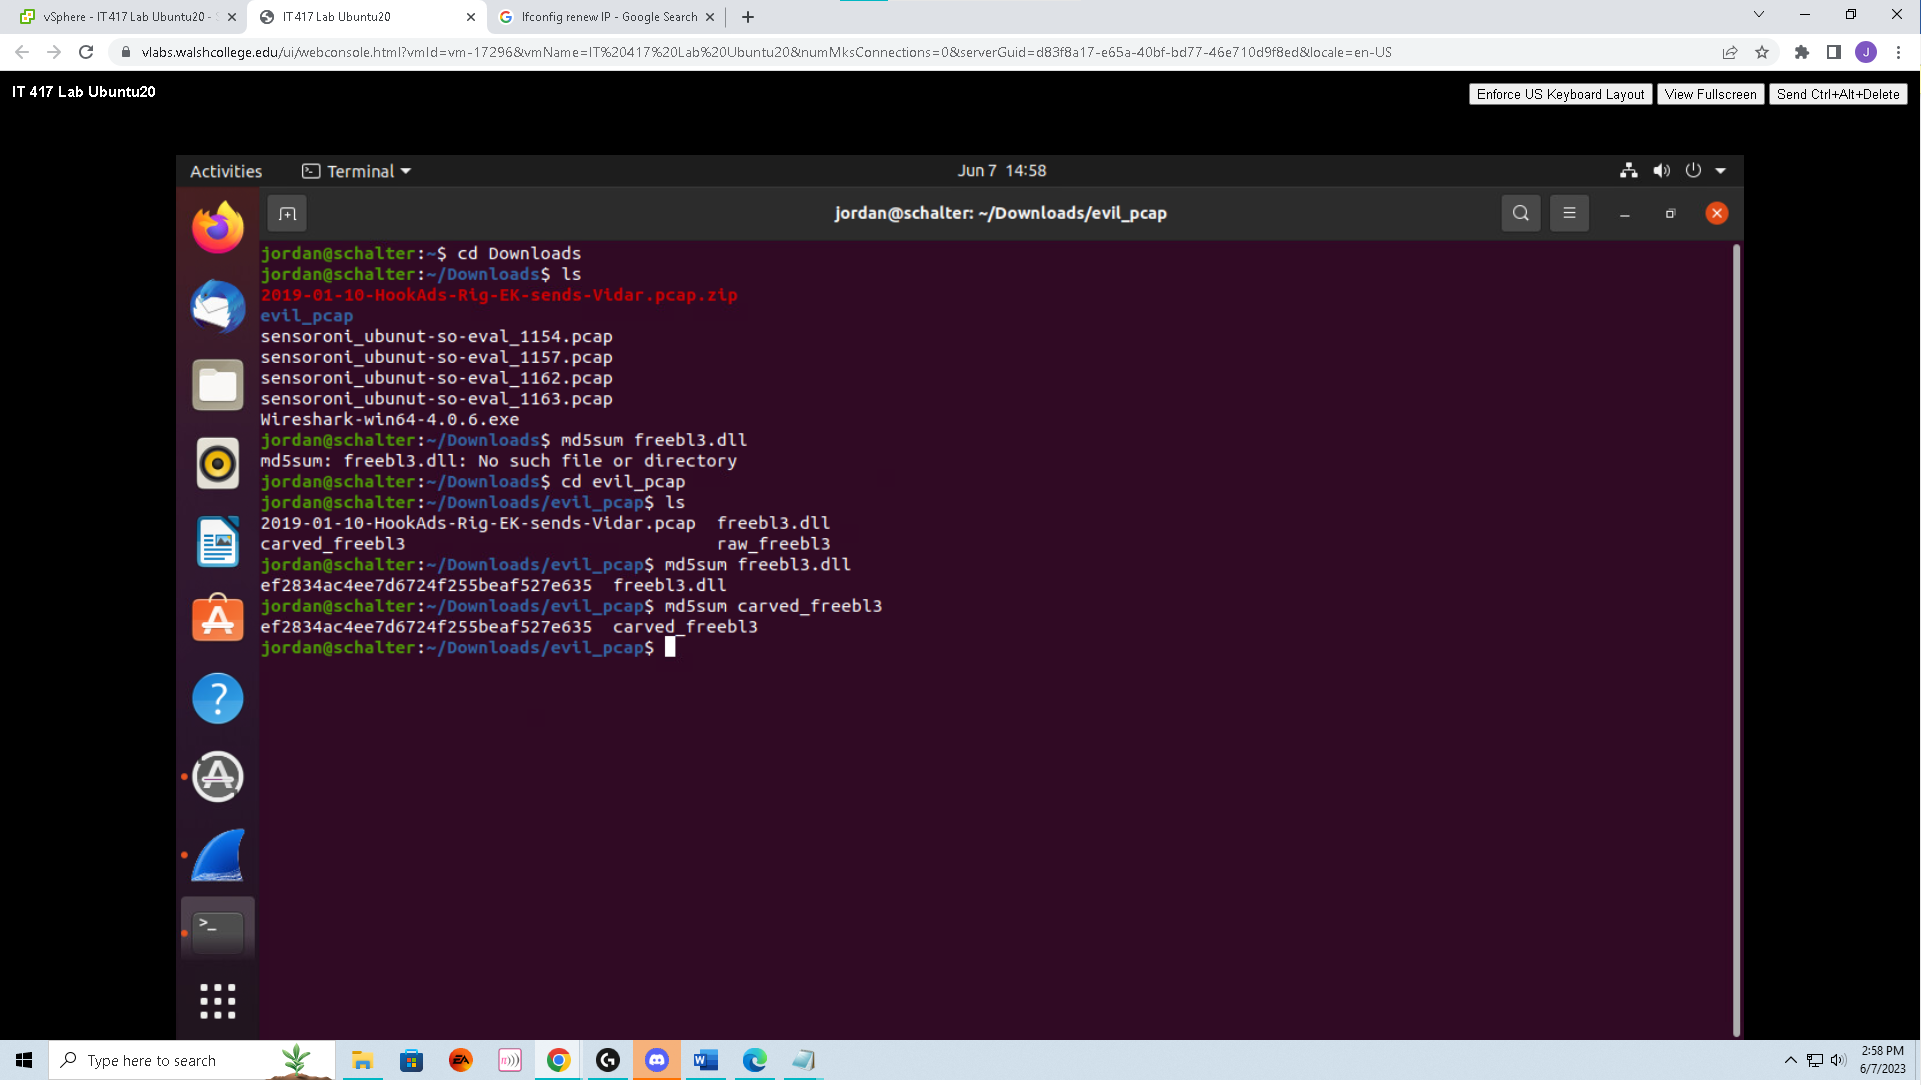 vSphere - IT417 Lab Ubuntu20 -
IT417 Lab Ubuntu20
Ifconfig renew IP - Google Search
vlabs.walshcollege.edu/ui/webconsole.html?vmId=vm-17296&vmName=IT%20417%20Lab%20Ubuntu20&numMksConnections=0&serverGuid=d83f8a17-e65a-40bf-bd77-46e710d9f8ed&locale=en-US
J
IT 417 Lab Ubuntu20
Enforce US Keyboard Layout
View Fullscreen
Send Ctrl+Alt+Delete
Activities
Terminal
Jun 7 14:58
jordan@schalter: ~/Downloads/evil_pcap
jordan@schalter:~$ cd Downloads
jordan@schalter:~/Downloads$ ls
2019-01-10-HookAds-Rig-EK-sends-Vidar.pcap.zip
evil_pcap
sensoroni_ubunut-so-eval_1154.pcap
sensoroni_ubunut-so-eval_1157.pcap
sensoroni_ubunut-so-eval_1162.pcap
sensoroni_ubunut-so-eval_1163.pcap
Wireshark-win64-4.0.6.exe
jordan@schalter:~/Downloads$ md5sum freebl3.dll
md5sum: freebl3.dll: No such file or directory
jordan@schalter:~/Downloads$ cd evil_pcap
jordan@schalter:~/Downloads/evil_pcap$ ls
2019-01-10-HookAds-Rig-EK-sends-Vidar.pcap freebl3.dll
carved_freebl3 raw_freebl3
jordan@schalter:~/Downloads/evil_pcap$ md5sum freebl3.dll
ef2834ac4ee7d6724f255beaf527e635 freebl3.dll
jordan@schalter:~/Downloads/evil_pcap$ md5sum carved_freebl3
ef2834ac4ee7d6724f255beaf527e635 carved_freebl3
jordan@schalter:~/Downloads/evil_pcap$
Type here to search
2:58 PM
6/7/2023